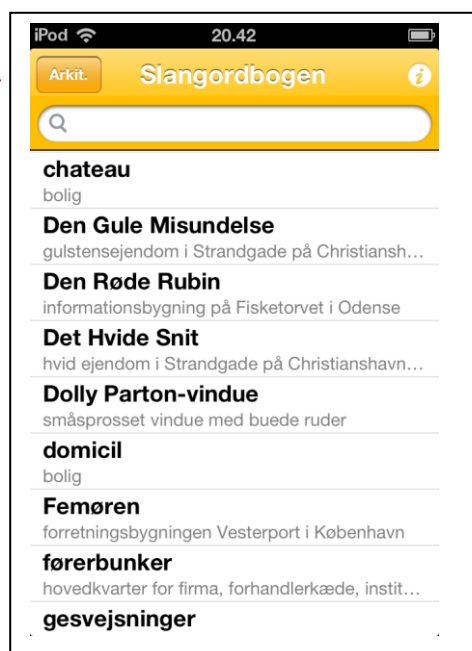 iPod 20.42
Arkit. Slangordbogen i
chateau
bolig
Den Gule Misundelse
gulstensejendom i Strandgade på Christiansh...
Den Røde Rubin
informationsbygning på Fisketorvet i Odense
Det Hvide Snit
hvid ejendom i Strandgade på Christianshavn...
Dolly Parton-vindue
småsprosset vindue med buede ruder
domicil
bolig
Femøren
forretningsbygningen Vesterport i København
førerbunker
hovedkvarter for firma, forhandlerkæde, instit...
gesvejsninger